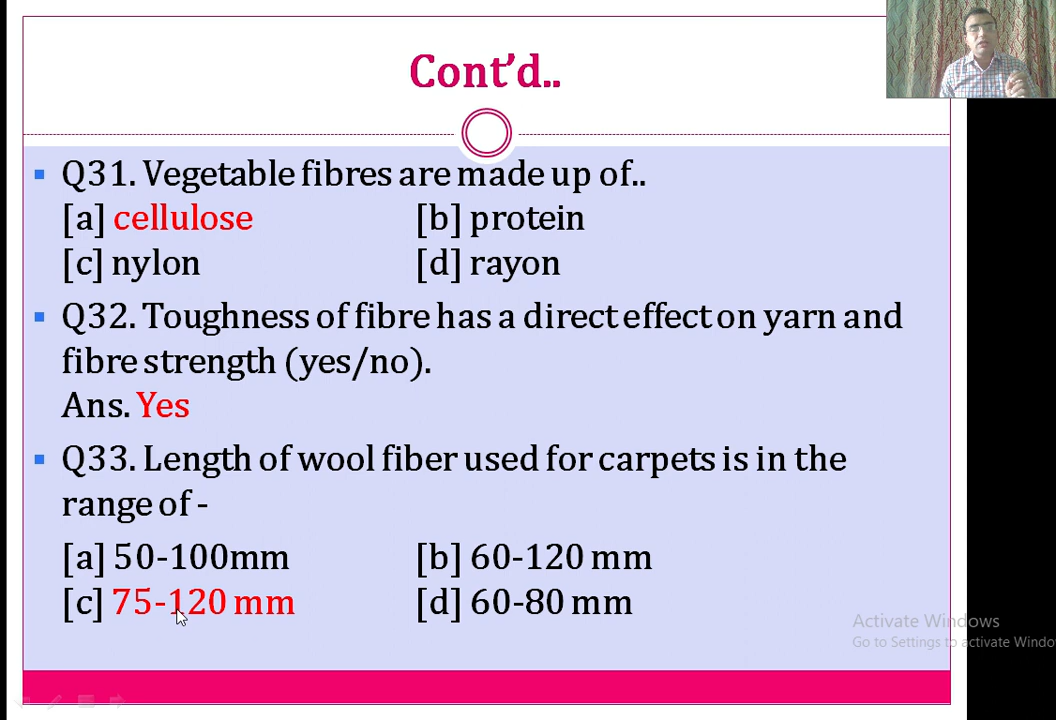 Cont'd..
Q31. Vegetable fibres are made up of..
[a] cellulose [b] protein
[c] nylon [d] rayon
Q32. Toughness of fibre has a direct effect on yarn and
fibre strength (yes/no).
Ans. Yes
Q33. Length of wool fiber used for carpets is in the
range of -
[a] 50-100mm [b] 60-120 mm
[c] 75-120 mm [d] 60-80 mm
Activate Windows
Go to Settings to activate Windo